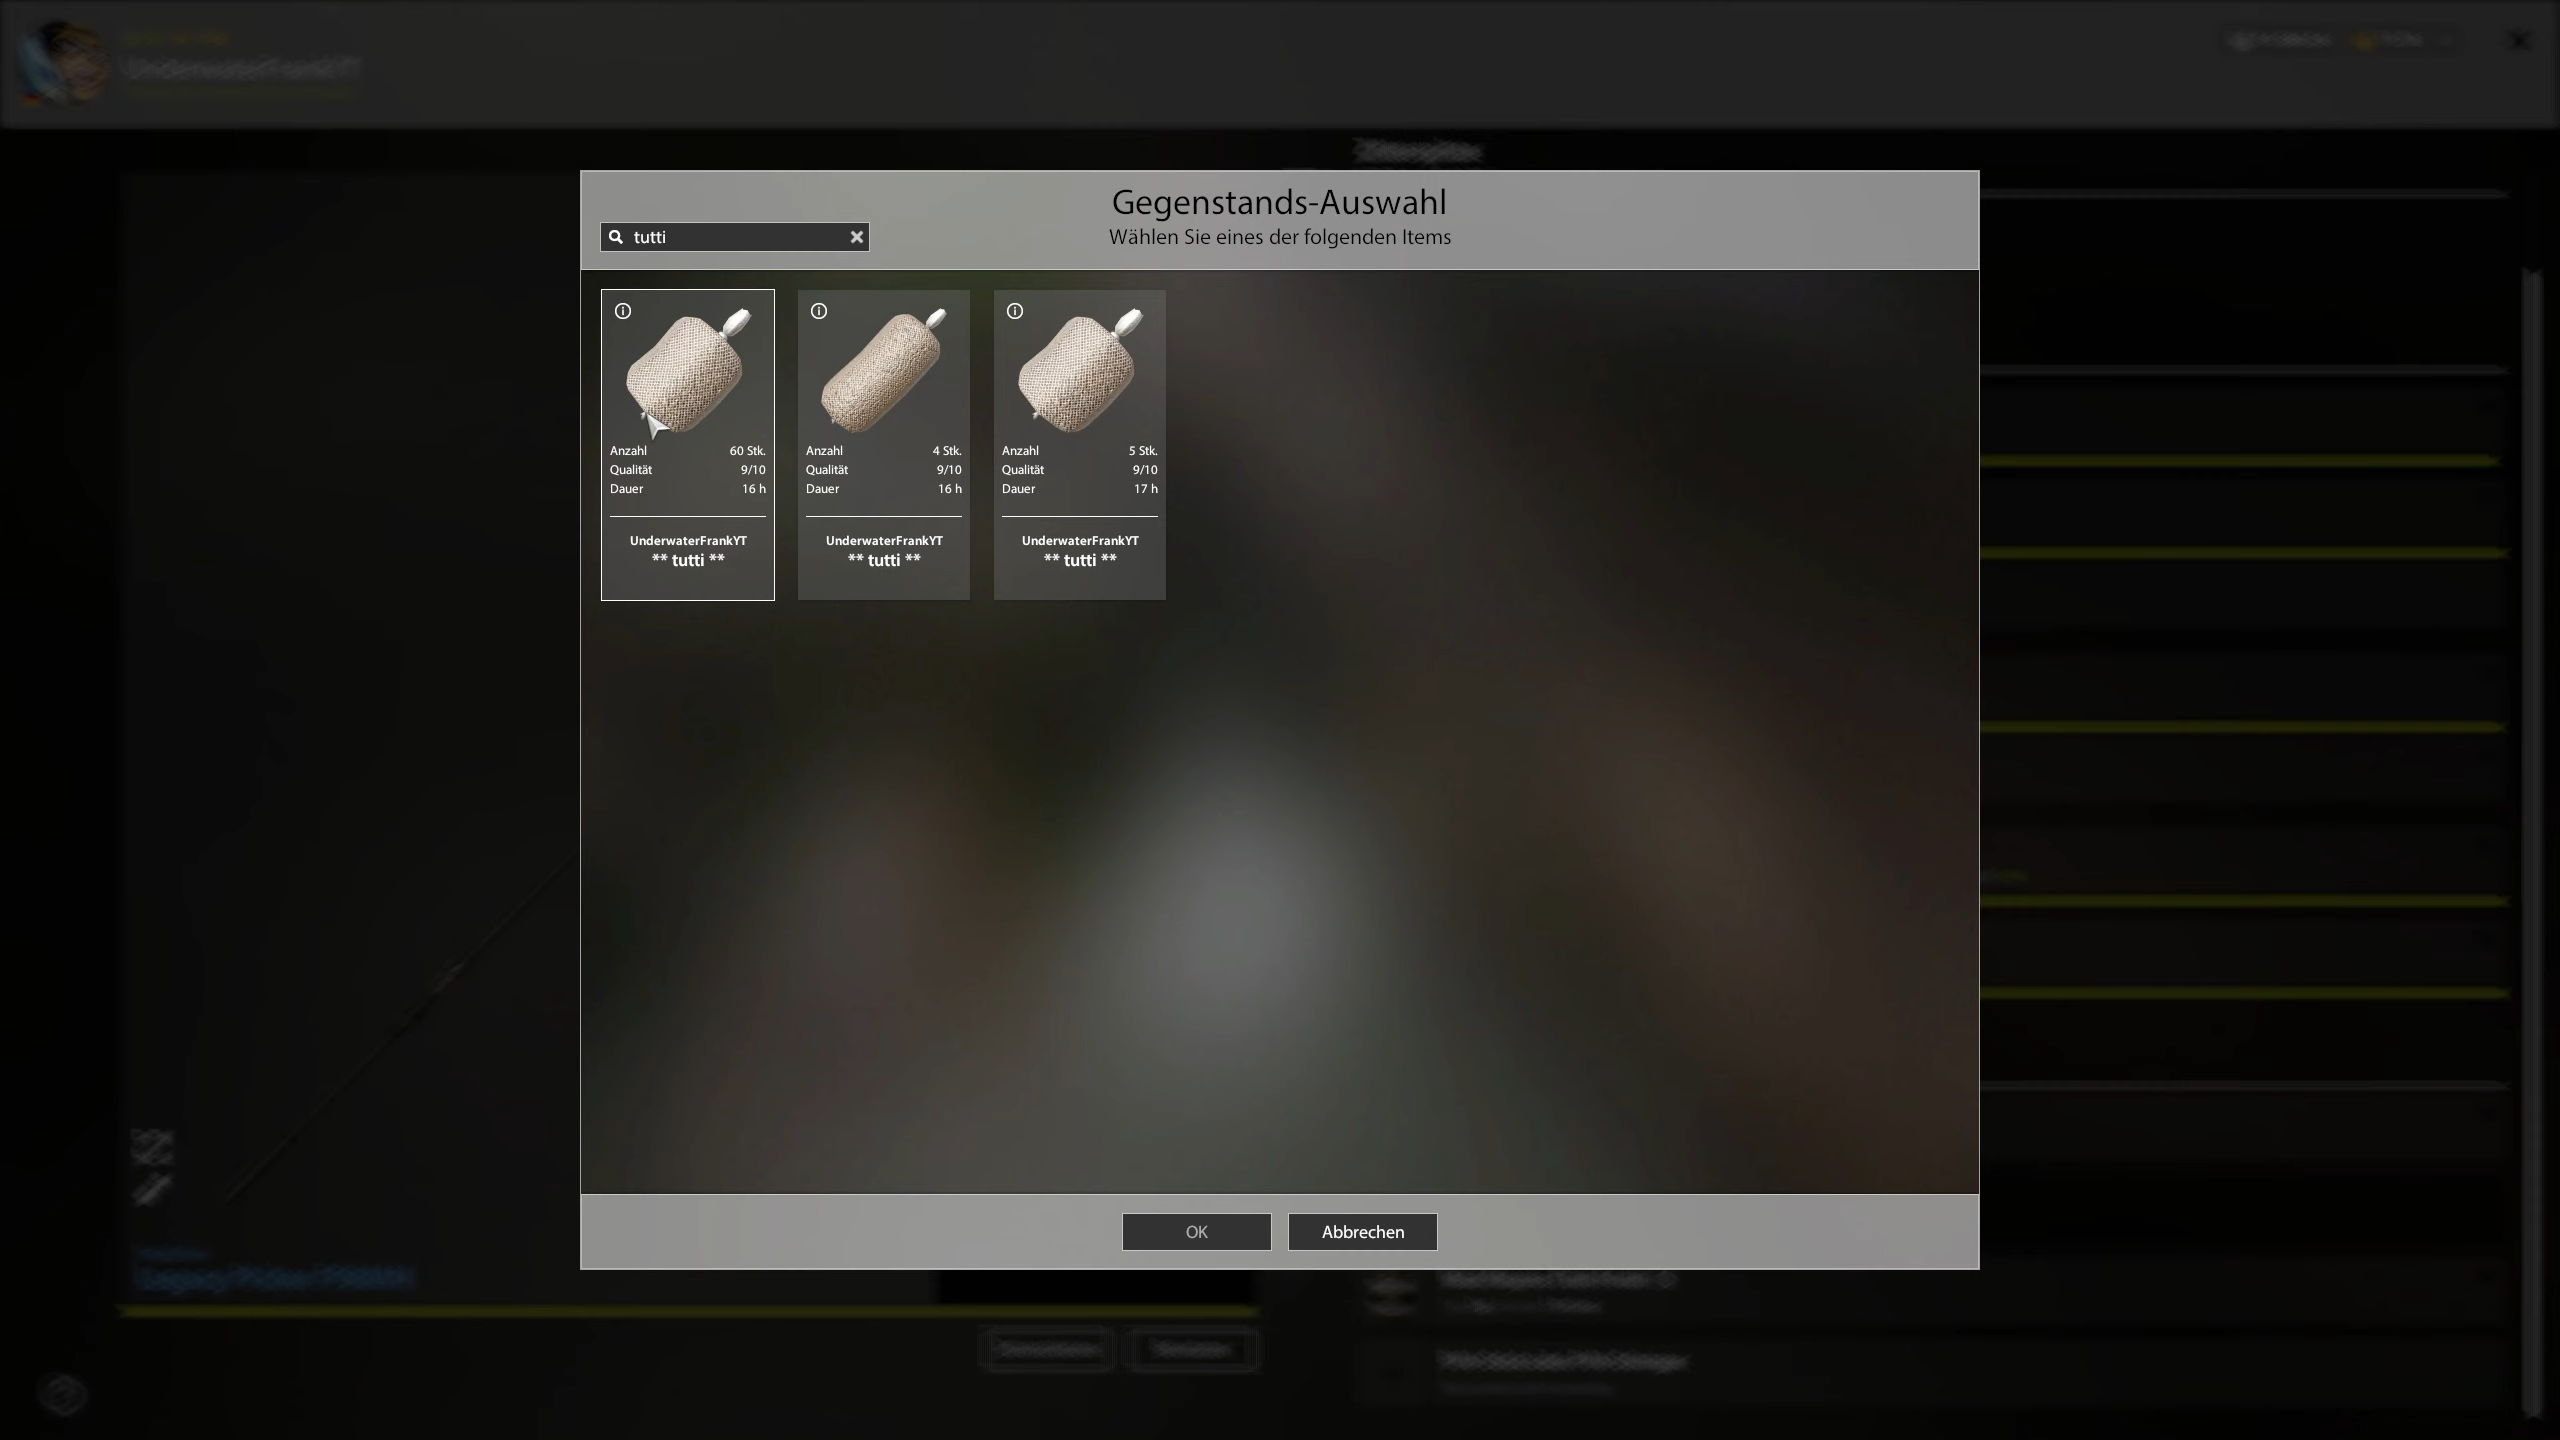 UnderwaterFrankYT
Gegenstands-Auswahl
tutti
Wählen Sie eines der folgenden Items
Anzahl 60 Stk.
Qualität 9/10
Dauer 16 h
UnderwaterFrankYT
** tutti **
Anzahl 4 Stk.
Qualität 9/10
Dauer 16 h
UnderwaterFrankYT
** tutti **
Anzahl 5 Stk.
Qualität 9/10
Dauer 17 h
UnderwaterFrankYT
** tutti **
OK
Abbrechen